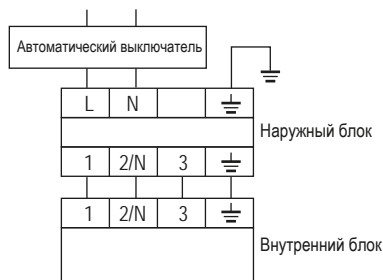 Автоматический выключатель
L N
Наружный блок
1 2/N 3
1 2/N 3
Внутренний блок